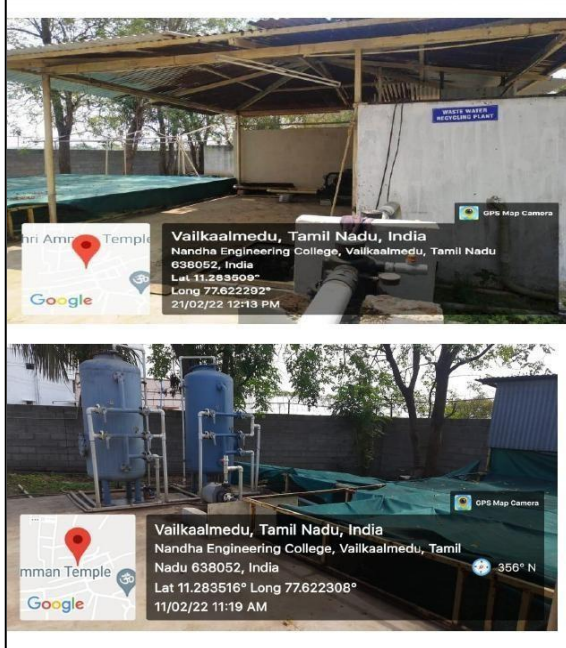 WASTE WATER
RECYCLING PLANT
GPS Map Camera
hri Amm Temple
Google
Vailkaalmedu, Tamil Nadu, India
Nandha Engineering College, Vailkaalmedu, Tamil Nadu
638052, India
Lat 11.283509°
Long 77.622292°
21/02/22 12:13 PM
GPS Map Camera
mman Temple
Google
Vailkaalmedu, Tamil Nadu, India
Nandha Engineering College, Vailkaalmedu, Tamil
Nadu 638052, India
Lat 11.283516° Long 77.622308°
11/02/22 11:19 AM
356° N